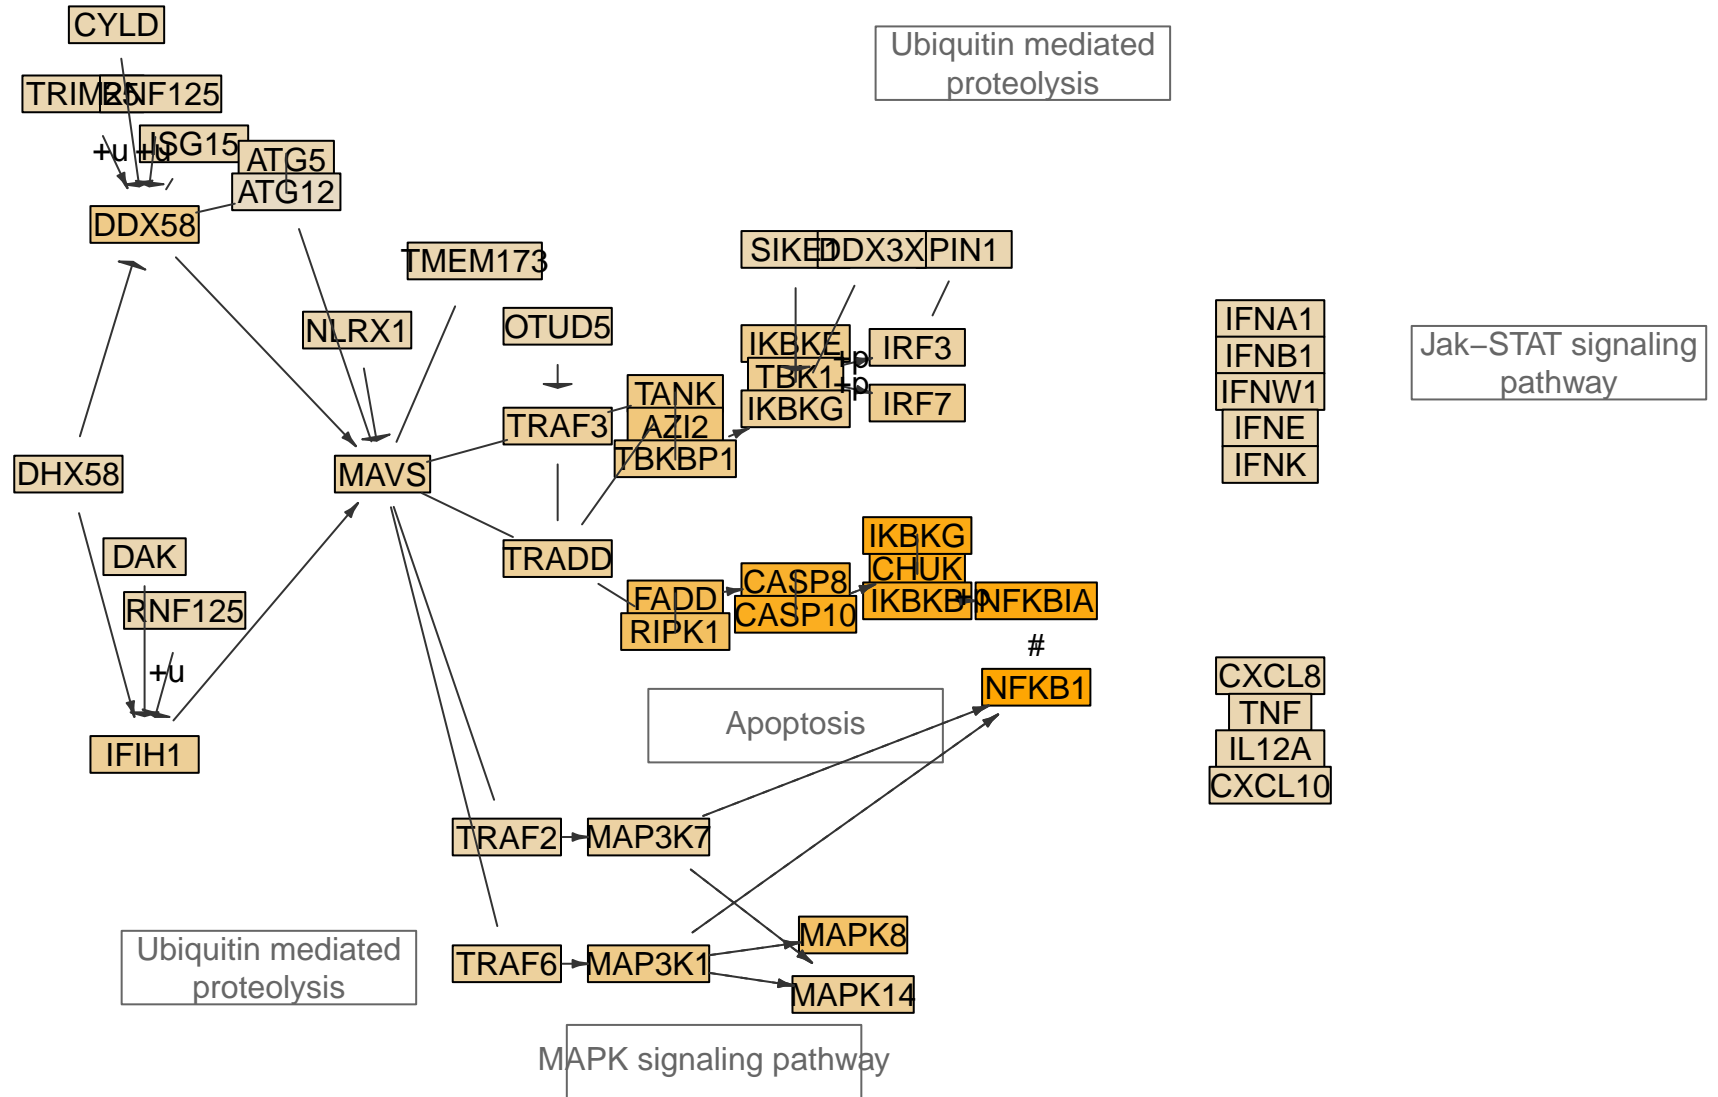 CYLD
Ubiquitin mediated
proteolysis
TRIM25
RNF125
+u
+u
ISG15
ATG5
ATG12
DDX58
TMEM173
SIKE1
DDX3X
PIN1
NLRX1
OTUD5
IKBKE
+p
IRF3
TBK1
+p
IKBKG
IRF7
IFNA1
IFNB1
IFNW1
IFNE
IFNK
Jak−STAT signaling
pathway
TANK
TRAF3
AZI2
TBKBP1
DHX58
MAVS
DAK
RNF125
+u
IFIH1
TRADD
FADD
RIPK1
CASP8
CASP10
IKBKG
CHUK
IKBKB
+p
NFKBIA
#
NFKB1
Apoptosis
CXCL8
TNF
IL12A
CXCL10
TRAF2
MAP3K7
TRAF6
MAP3K1
MAPK8
MAPK14
Ubiquitin mediated
proteolysis
MAPK signaling pathway